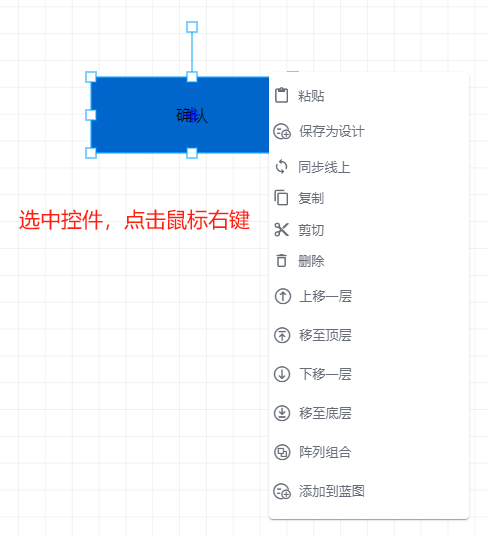 确认
粘贴
保存为设计
同步线上
复制
选中控件，点击鼠标右键
剪切
删除
上移一层
移至顶层
下移一层
移至底层
阵列组合
添加到蓝图